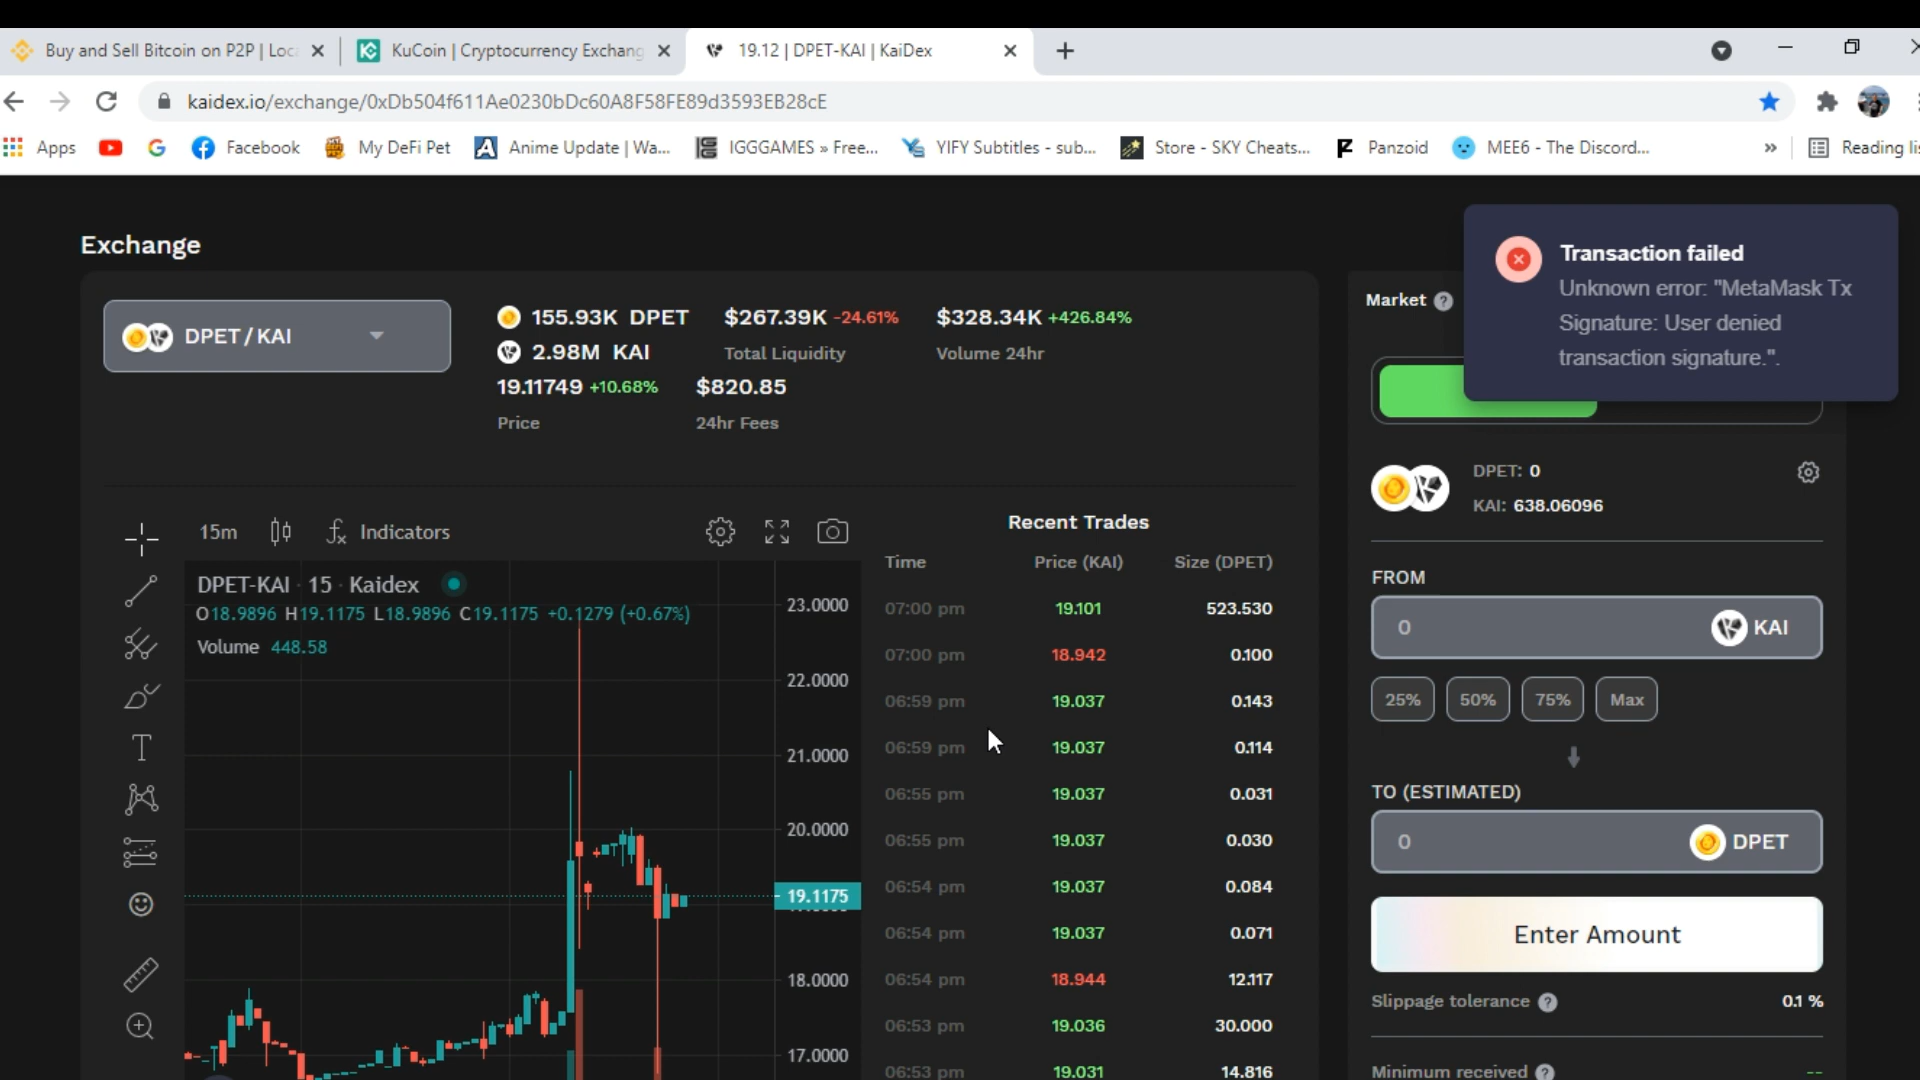 Buy and Sell Bitcoin on P2P | Loc
KuCoin | Cryptocurrency Exchang
19.12 | DPET-KAI | KaiDex
kaidex.io/exchange/0xDb504f611Ae0230bDc60A8F58FE89d3593EB28cE
Apps
Facebook
My DeFi Pet
Anime Update | Wa...
IGGGAMES » Free...
YIFY Subtitles - sub...
Store - SKY Cheats...
Panzoid
MEE6 - The Discord...
»
Reading lis
Exchange
DPET / KAI
155.93K DPET
2.98M KAI
$267.39K -24.61%
Total Liquidity
$328.34K +426.84%
Volume 24hr
19.11749 +10.68%
Price
$820.85
24hr Fees
Market
Transaction failed
Unknown error: "MetaMask Tx
Signature: User denied
transaction signature.".
DPET: 0
KAI: 638.06096
15m
Indicators
DPET-KAI · 15 · Kaidex
O18.9896 H19.1175 L18.9896 C19.1175 +0.1279 (+0.67%)
Volume 448.58
23.0000
22.0000
21.0000
20.0000
19.1175
18.0000
17.0000
Recent Trades
Time Price (KAI) Size (DPET)
07:00 pm 19.101 523.530
07:00 pm 18.942 0.100
06:59 pm 19.037 0.143
06:59 pm 19.037 0.114
06:55 pm 19.037 0.031
06:55 pm 19.037 0.030
06:54 pm 19.037 0.084
06:54 pm 19.037 0.071
06:54 pm 18.944 12.117
06:53 pm 19.036 30.000
06:53 pm 19.031 14.816
FROM
0 KAI
25% 50% 75% Max
TO (ESTIMATED)
0 DPET
Enter Amount
Slippage tolerance 0.1 %
Minimum received --